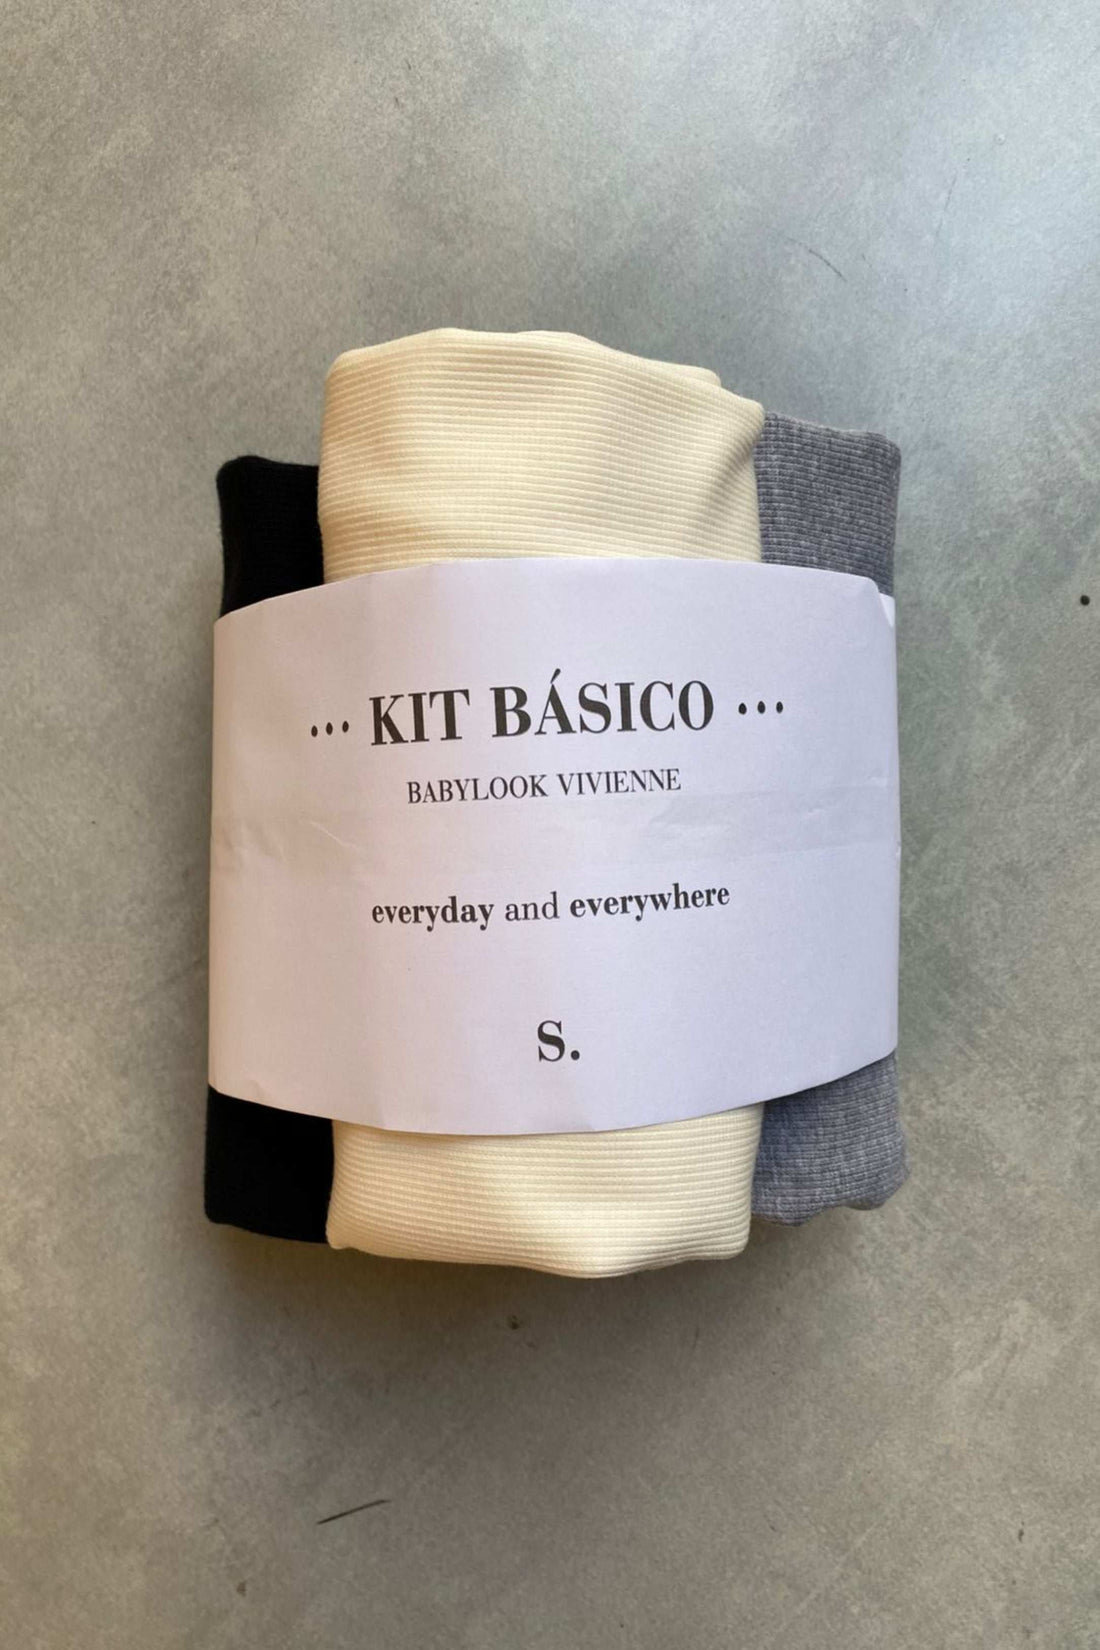 ... KIT BÁSICO ...
BABYLOOK VIVIENNE
everyday and everywhere
S.